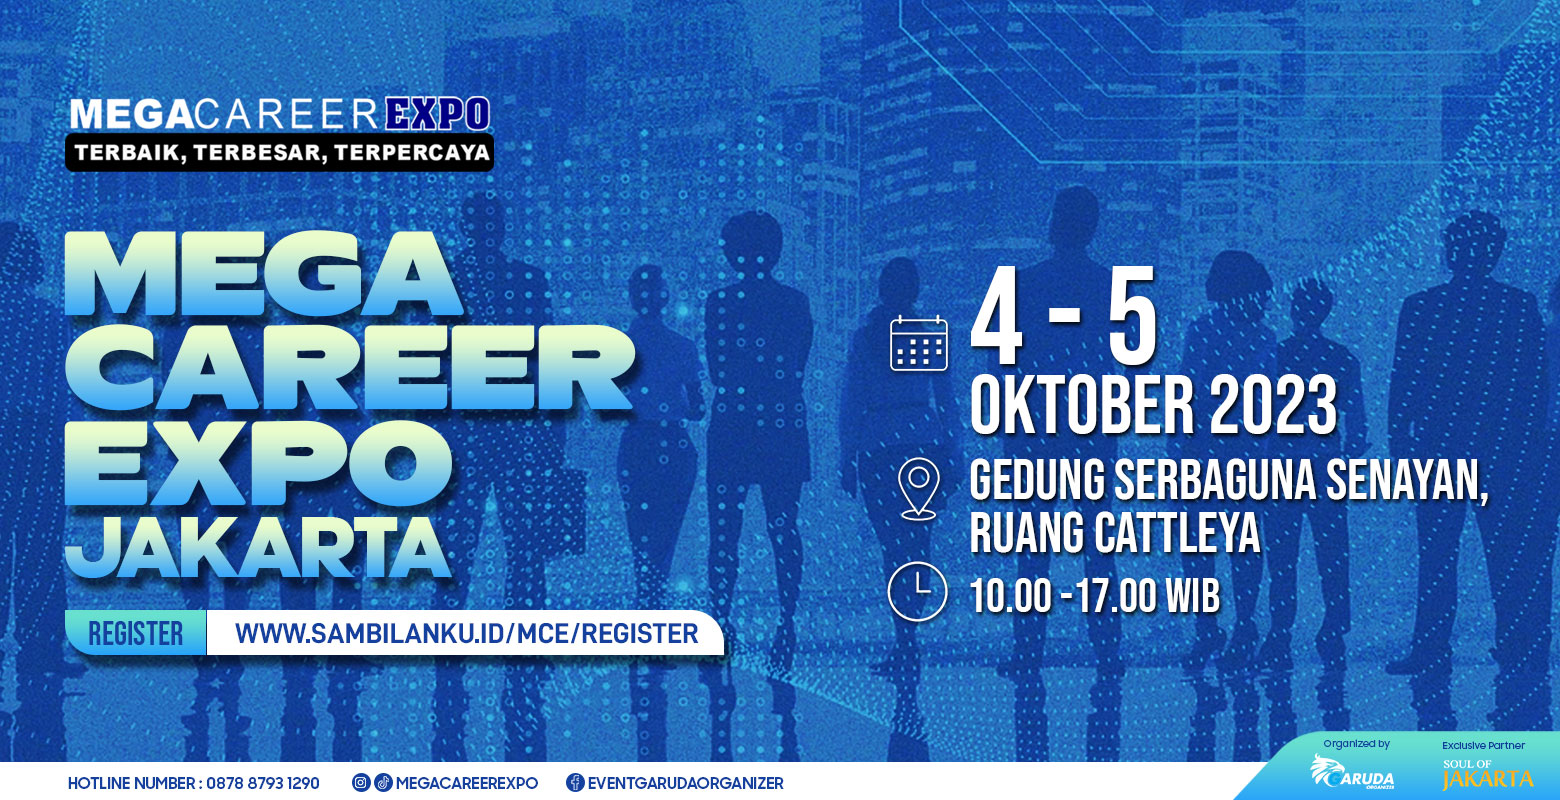 MEGACAREEREXPO
TERBAIK, TERBESAR, TERPERCAYA
MEGA
CAREER
EXPO
JAKARTA
REGISTER WWW.SAMBILANKU.ID/MCE/REGISTER
4 - 5
OKTOBER 2023
GEDUNG SERBAGUNA SENAYAN,
RUANG CATTLEYA
10.00 -17.00 WIB
HOTLINE NUMBER : 0878 8793 1290 MEGACAREEREXPO EVENTGARUDAORGANIZER
Organized by
GARUDA
ORGANIZER
Exclusive Partner
SOUL OF
JAKARTA